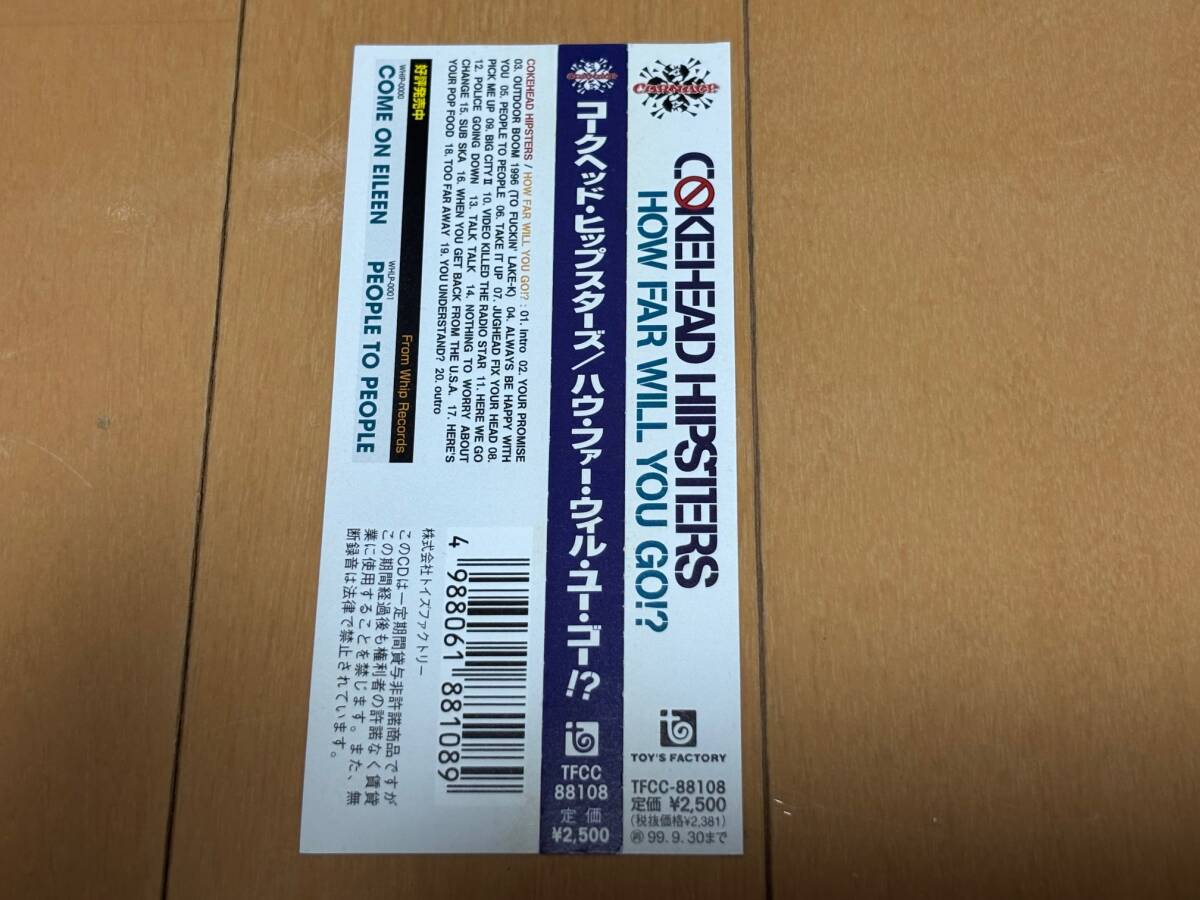 CARNAGE
COKEHEAD HIPSTERS
HOW FAR WILL YOU GO!?
TOY'S FACTORY
TFCC-88108
定価 ¥2,500
(税抜価格¥2,381)
再 99.9.30まで
コークヘッド・ヒップスターズ/ハウ・ファー・ウィル・ユー・ゴー!?
TFCC
88108
定価
¥2,500
COKEHEAD HIPSTERS / HOW FAR WILL YOU GO!? : 01. Intro 02. YOUR PROMISE
03. OUTDOOR BOOM 1996 (TO FUCKIN' LAKE-K) 04. ALWAYS BE HAPPY WITH
YOU 05. PEOPLE TO PEOPLE 06. TAKE IT UP 07. JUGHEAD FIX YOUR HEAD 08.
PICK ME UP 09. BIG CITY II 10. VIDEO KILLED THE RADIO STAR 11. HERE WE GO
12. POLICE GOING DOWN 13. TALK TALK 14. NOTHING TO WORRY ABOUT
CHANGE 15. SUB SKA 16. WHEN YOU GET BACK FROM THE U.S.A. 17. HERE'S
YOUR POP FOOD 18. TOO FAR AWAY 19. YOU UNDERSTAND? 20. outro
好評発売中
From Whip Records
WHIP-0000
COME ON EILEEN
WHLP-0001
PEOPLE TO PEOPLE
4 988061 881089
株式会社トイズファクトリー
このCDは一定期間貸与非許諾商品ですが
この期間経過後も権利者の許諾なく賃貸
業に使用することを禁じます。また、無
断録音は法律で禁止されています。